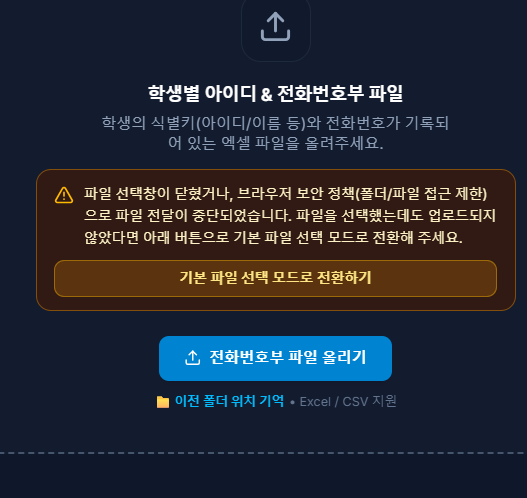 학생별 아이디 & 전화번호부 파일
학생의 식별키(아이디/이름 등)와 전화번호가 기록되
어 있는 엑셀 파일을 올려주세요.
파일 선택창이 닫혔거나, 브라우저 보안 정책(폴더/파일 접근 제한)
으로 파일 전달이 중단되었습니다. 파일을 선택했는데도 업로드되지
않았다면 아래 버튼으로 기본 파일 선택 모드로 전환해 주세요.
기본 파일 선택 모드로 전환하기
전화번호부 파일 올리기
이전 폴더 위치 기억 • Excel / CSV 지원